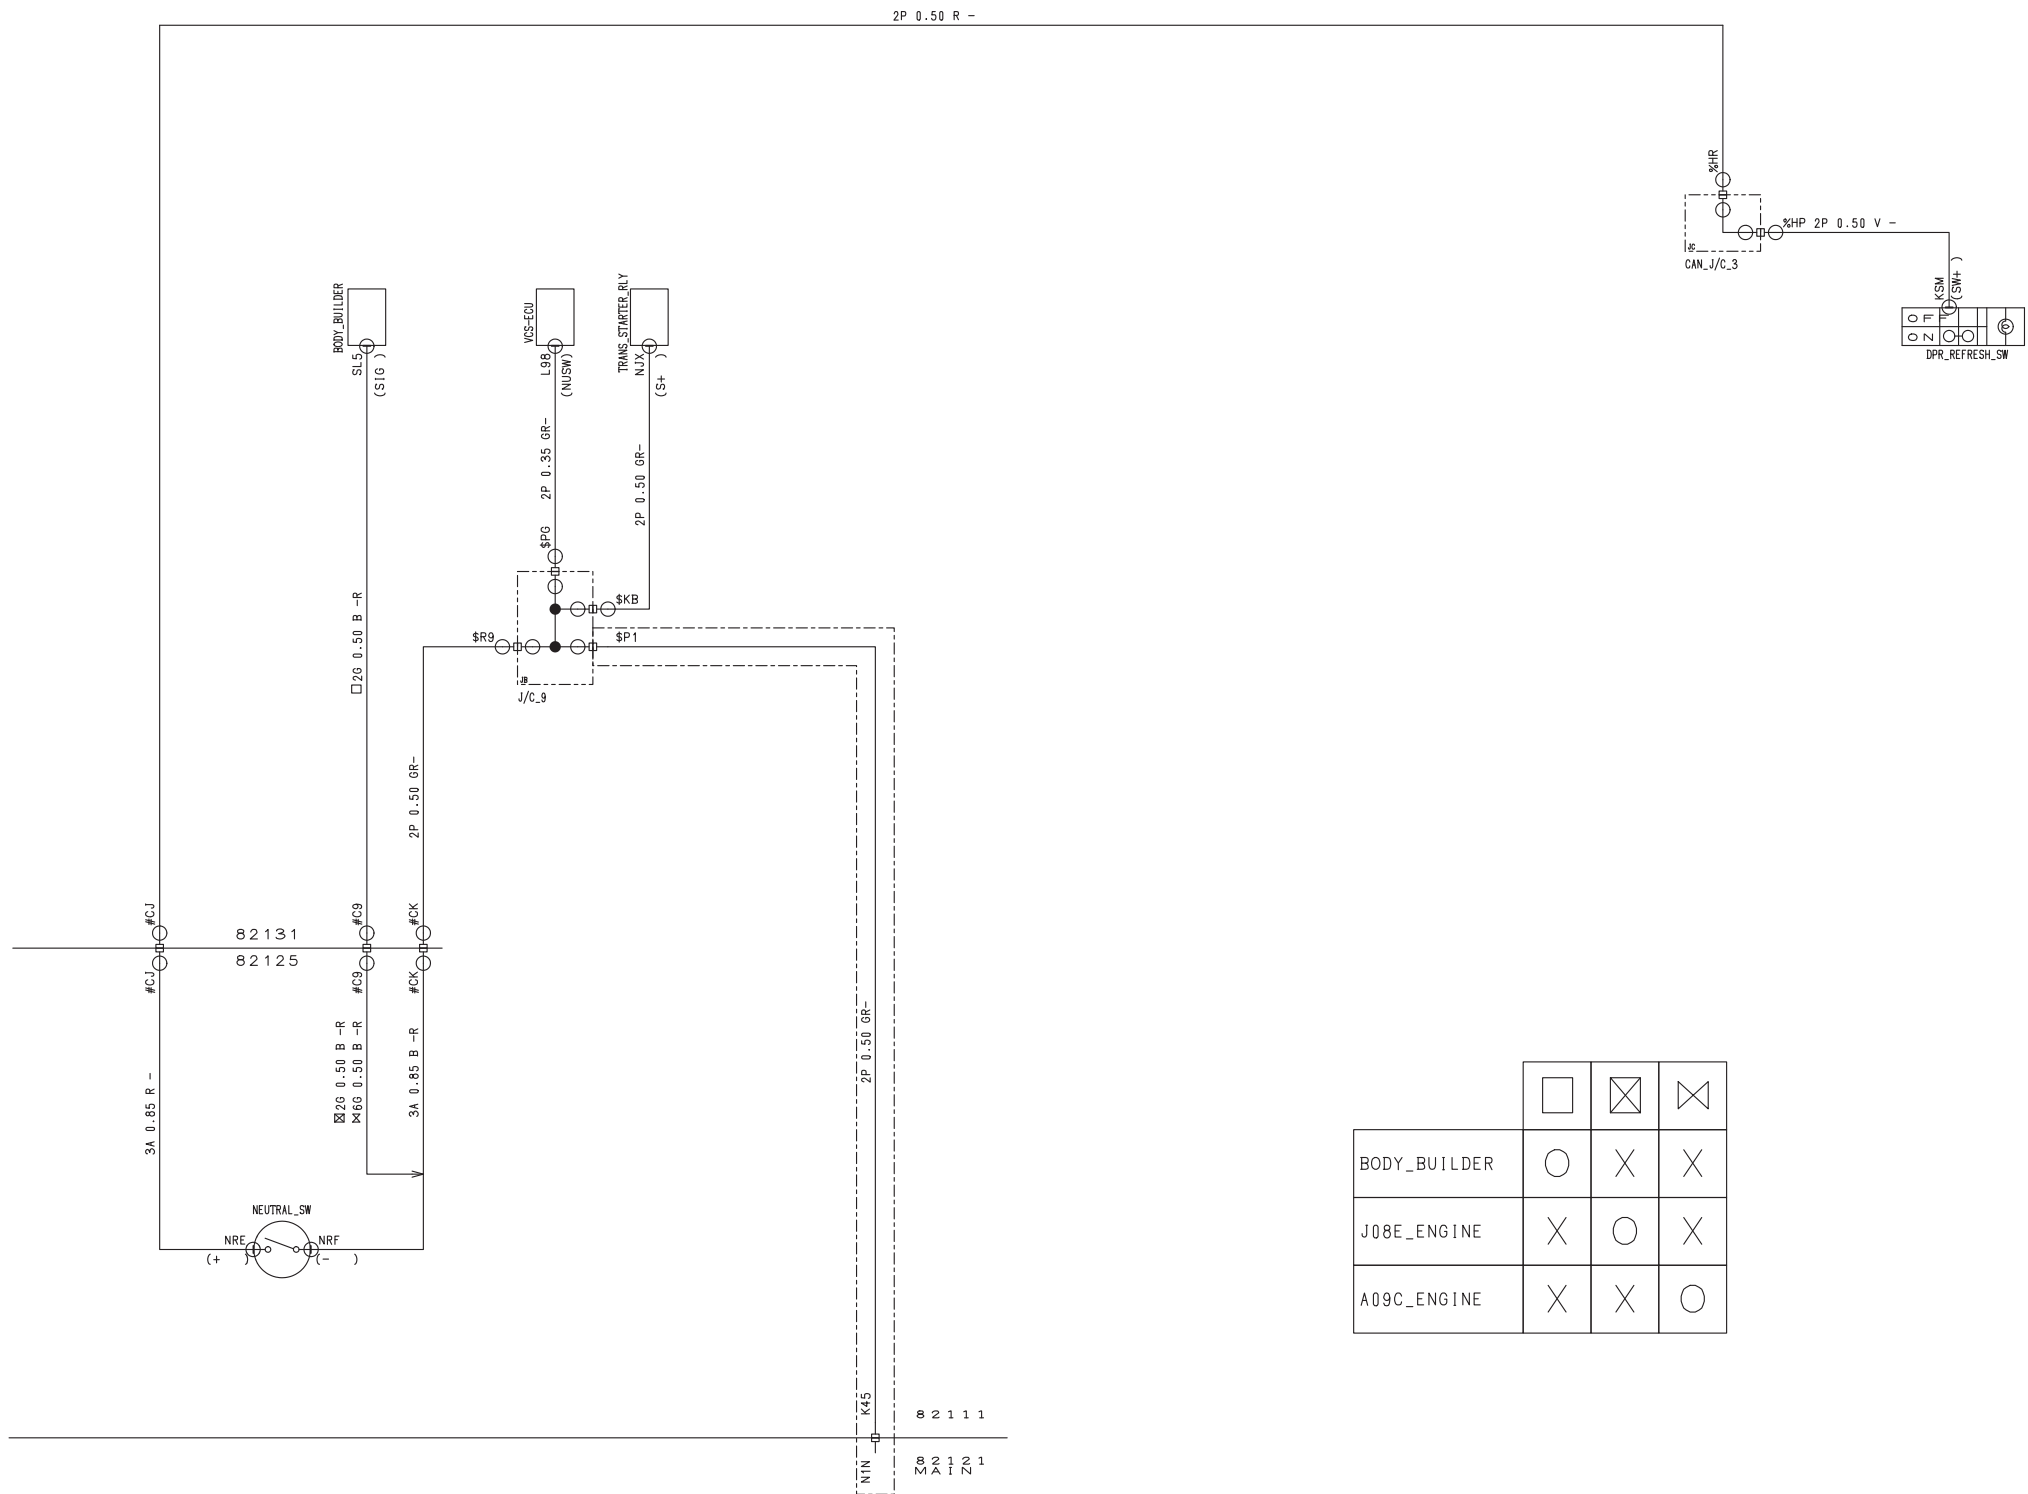 2P 0.50 R -
%HR
%HP 2P 0.50 V -
JC
CAN_J/C_3
KSM
(SW+ )
OFF
ON
DPR_REFRESH_SW
BODY_BUILDER
SL5
(SIG )
VCS-ECU
L98
(NUSW)
TRANS_STARTER_RLY
NJX
(S+ )
2P 0.35 GR-
2P 0.50 GR-
$PG
$KB
$R9
$P1
JB
J/C_9
□2G 0.50 B -R
2P 0.50 GR-
#CJ
#C9
#CK
82131
82125
#CJ
#C9
#CK
3A 0.85 R -
⊠2G 0.50 B -R
⋈6G 0.50 B -R
3A 0.85 B -R
2P 0.50 GR-
NEUTRAL_SW
NRE
(+ )
NRF
(- )
K45
82111
N1N
82121
MAIN
□ ⊠ ⋈
BODY_BUILDER O X X
J08E_ENGINE X O X
A09C_ENGINE X X O